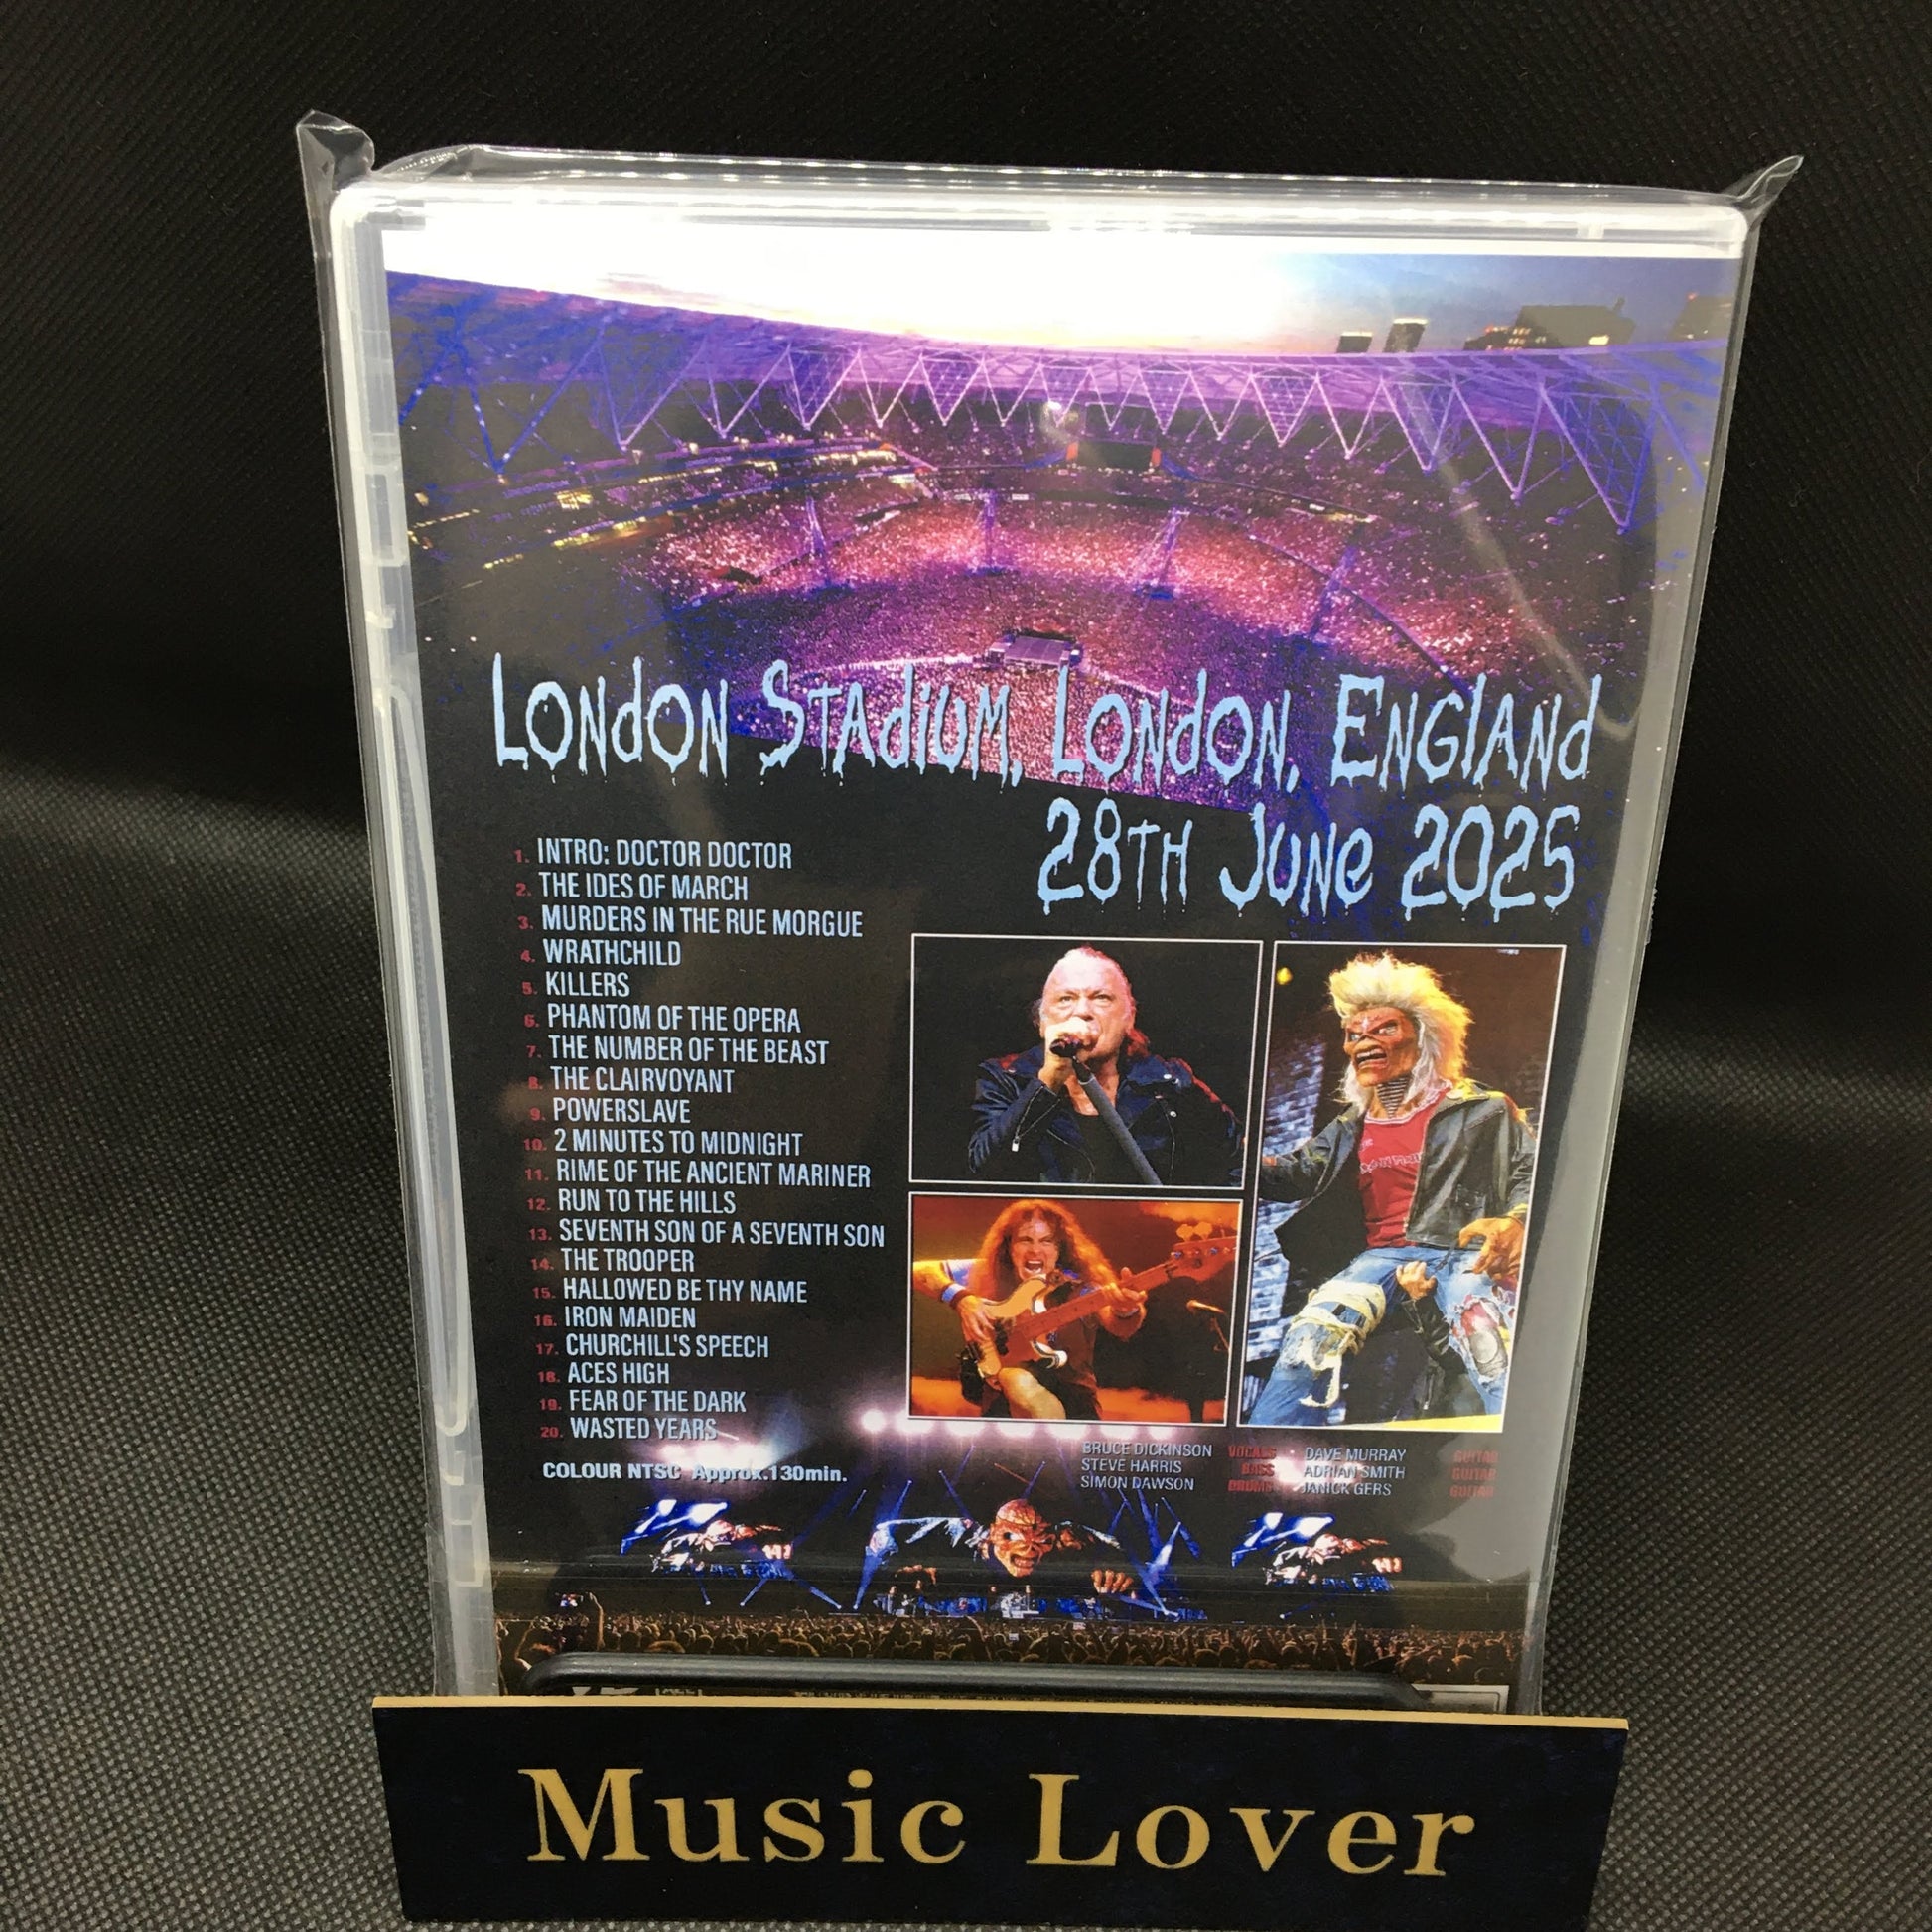 London Stadium, London, England
28th June 2025
1. INTRO: DOCTOR DOCTOR
2. THE IDES OF MARCH
3. MURDERS IN THE RUE MORGUE
4. WRATHCHILD
5. KILLERS
6. PHANTOM OF THE OPERA
7. THE NUMBER OF THE BEAST
8. THE CLAIRVOYANT
9. POWERSLAVE
10. 2 MINUTES TO MIDNIGHT
11. RIME OF THE ANCIENT MARINER
12. RUN TO THE HILLS
13. SEVENTH SON OF A SEVENTH SON
14. THE TROOPER
15. HALLOWED BE THY NAME
16. IRON MAIDEN
17. CHURCHILL'S SPEECH
18. ACES HIGH
19. FEAR OF THE DARK
20. WASTED YEARS
COLOUR NTSC Approx.130min.
BRUCE DICKINSON VOCALS DAVE MURRAY GUITAR
STEVE HARRIS BASS ADRIAN SMITH GUITAR
SIMON DAWSON DRUMS JANICK GERS GUITAR
Music Lover